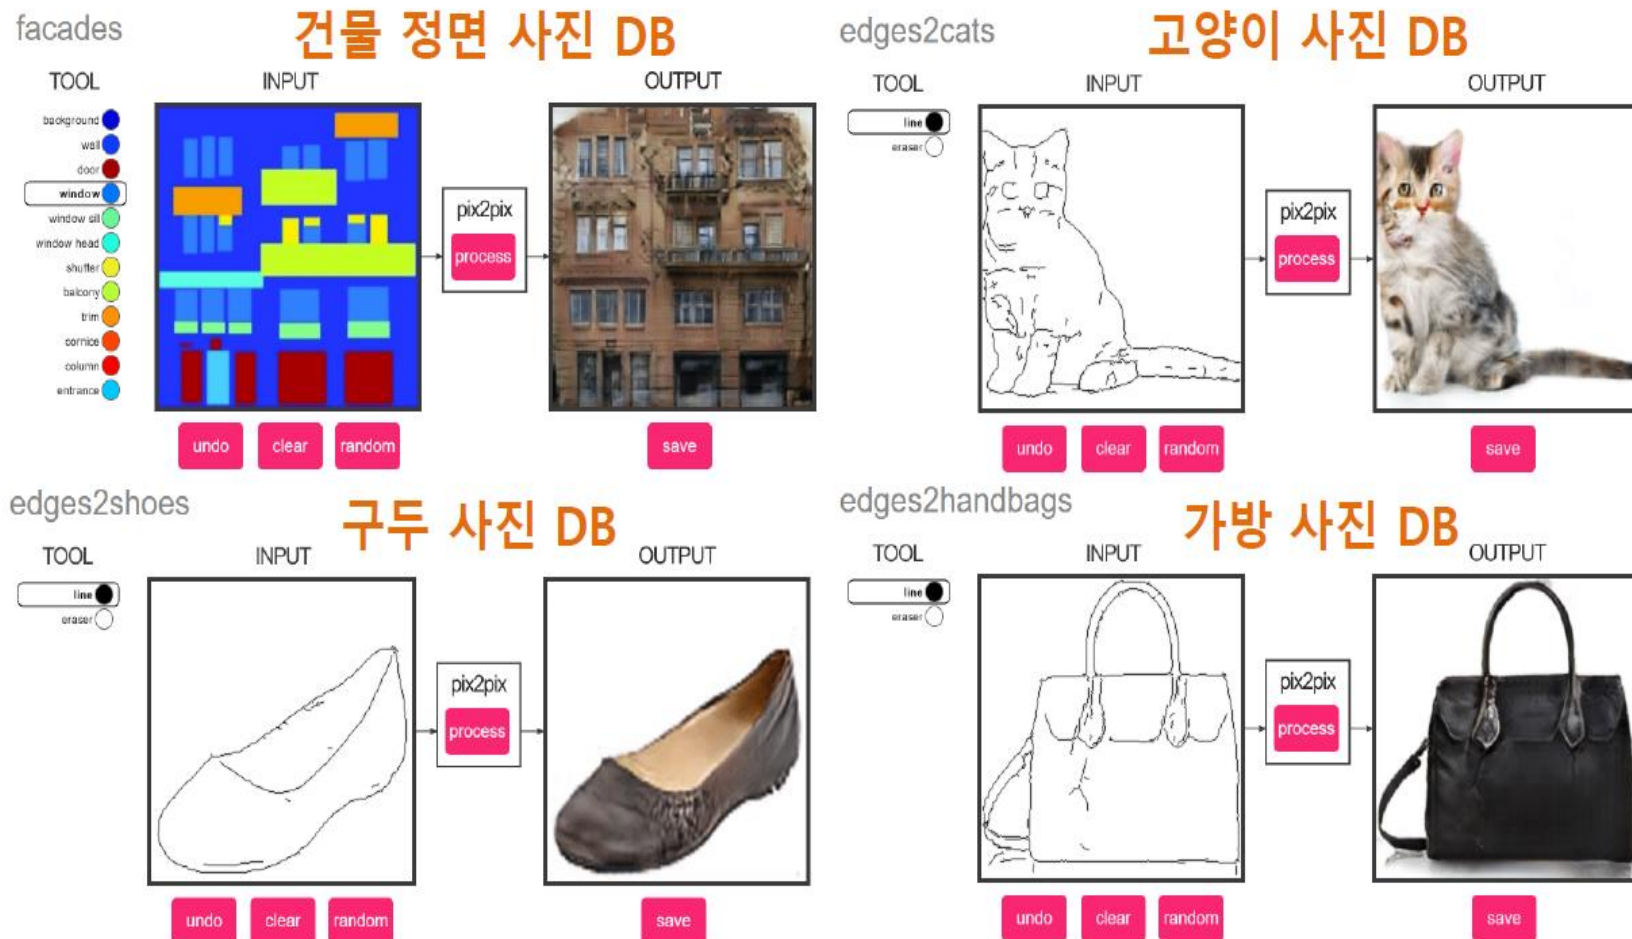 facades
건물 정면 사진 DB
TOOL
INPUT
OUTPUT
background
wall
door
window
window sill
window head
shutter
balcony
trim
cornice
column
entrance
pix2pix
process
undo
clear
random
save
edges2cats
고양이 사진 DB
TOOL
INPUT
OUTPUT
line
eraser
pix2pix
process
undo
clear
random
save
edges2shoes
구두 사진 DB
TOOL
INPUT
OUTPUT
line
eraser
pix2pix
process
undo
clear
random
save
edges2handbags
가방 사진 DB
TOOL
INPUT
OUTPUT
line
eraser
pix2pix
process
undo
clear
random
save